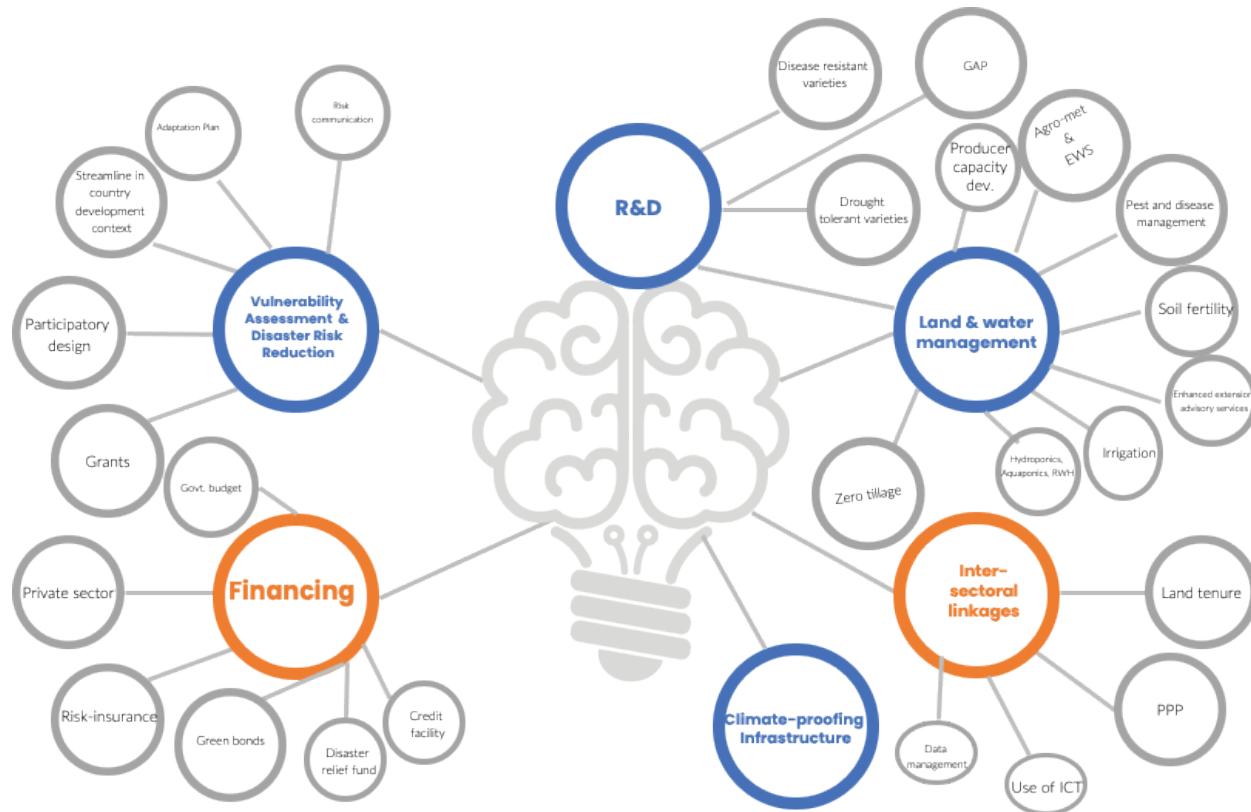 Risk
communication
Adaptation Plan
Streamline in
country
development
context
Participatory
design
Grants
Vulnerability
Assessment &
Disaster Risk
Reduction
R&D
Disease resistant
varieties
GAP
Drought
tolerant varieties
Producer
capacity
dev.
Agro-met
&
EWS
Pest and disease
management
Soil fertility
Enhanced extension
advisory services
Irrigation
Hydroponics,
Aquaponics, RWH
Zero tillage
Land & water
management
Govt. budget
Financing
Private sector
Risk-insurance
Green bonds
Disaster
relief fund
Credit
facility
Climate-proofing
Infrastructure
Inter-
sectoral
linkages
Land tenure
PPP
Use of ICT
Data
management